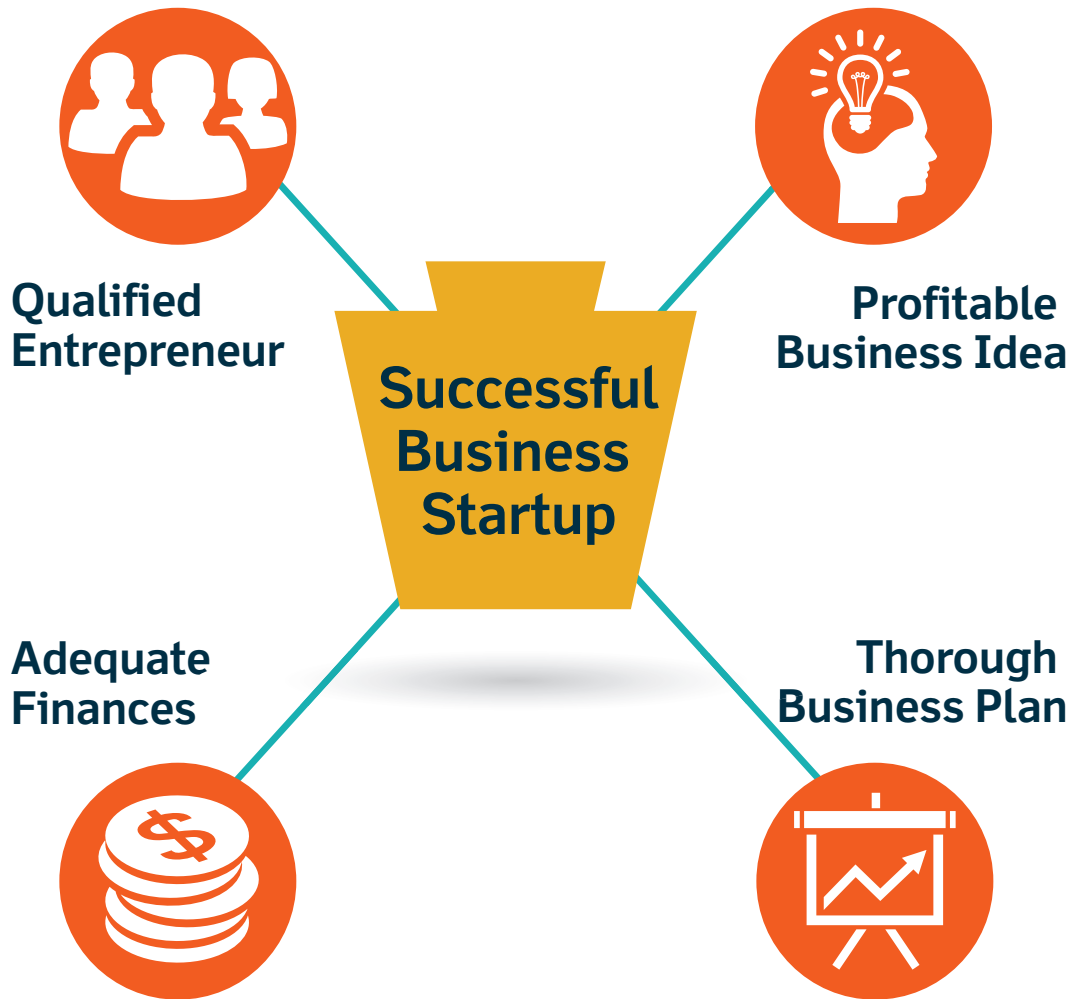 Qualified
Entrepreneur
Profitable
Business Idea
Successful
Business
Startup
Adequate
Finances
Thorough
Business Plan
$